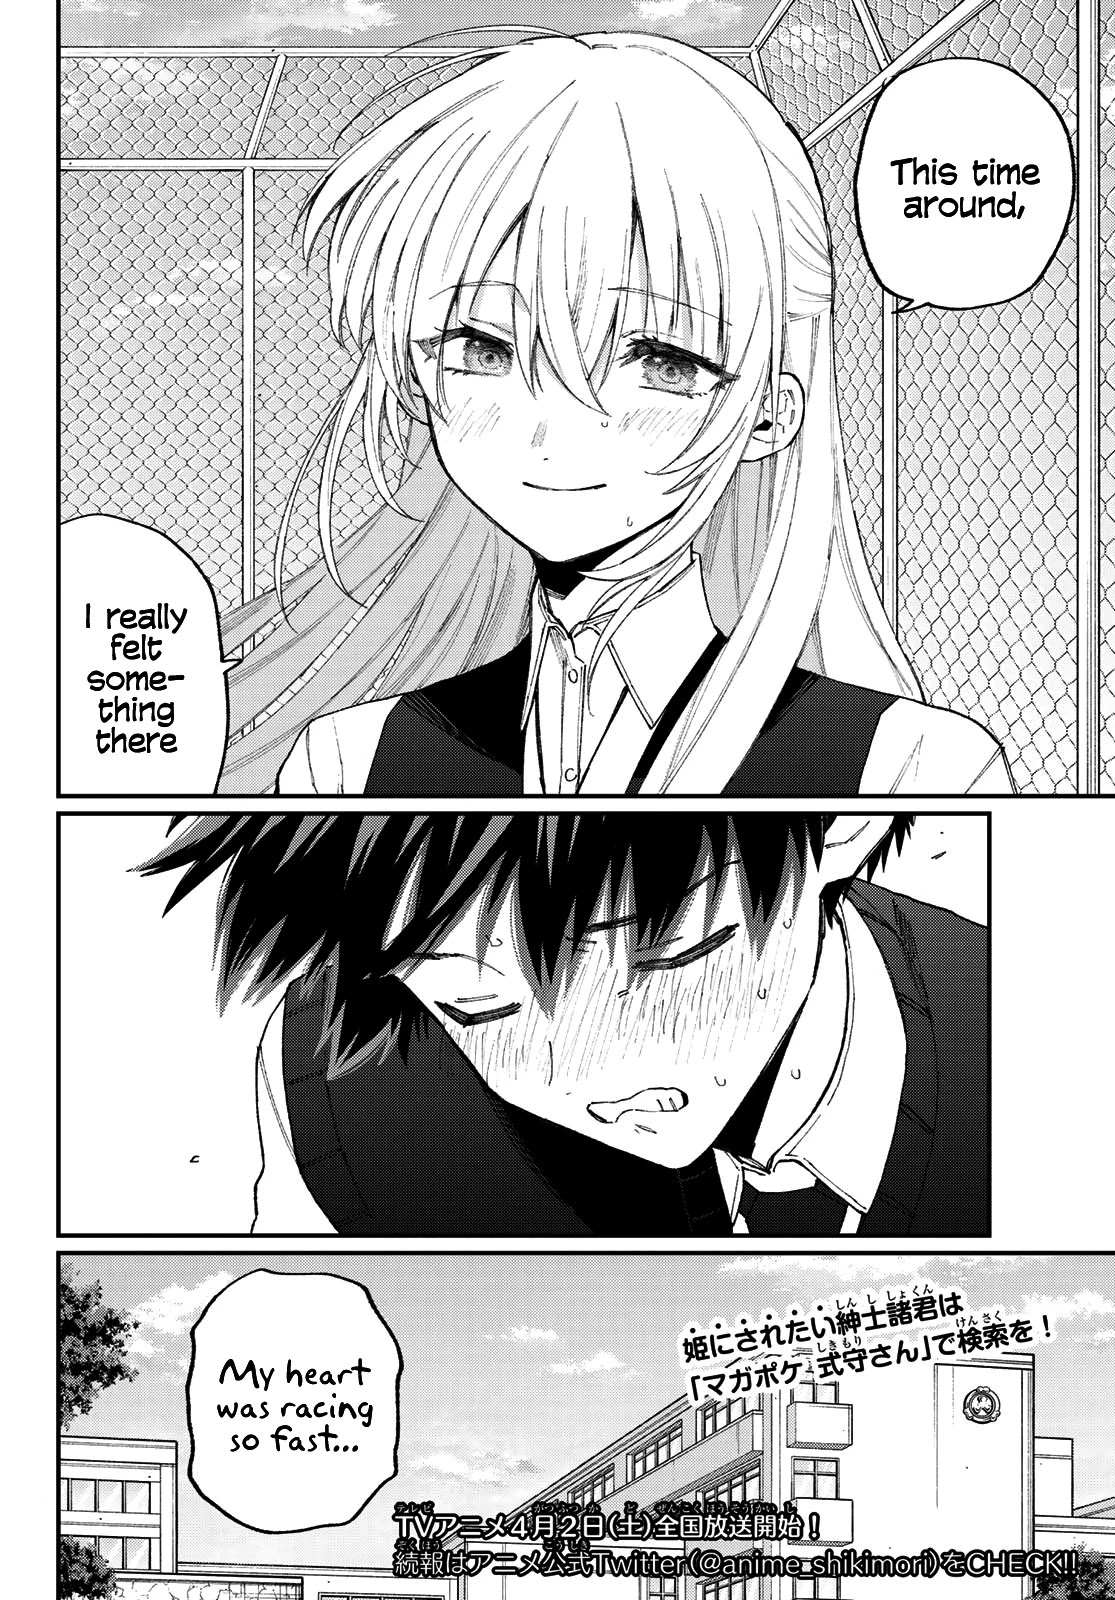 This time
around,
I really
felt
some-
thing
there
姫にされたい紳士諸君は
「マガポケ 式守さん」で検索を！
My heart
was racing
so fast...
TVアニメ4月2日(土)全国放送開始！
続報はアニメ公式Twitter(@anime_shikimori)をCHECK!!